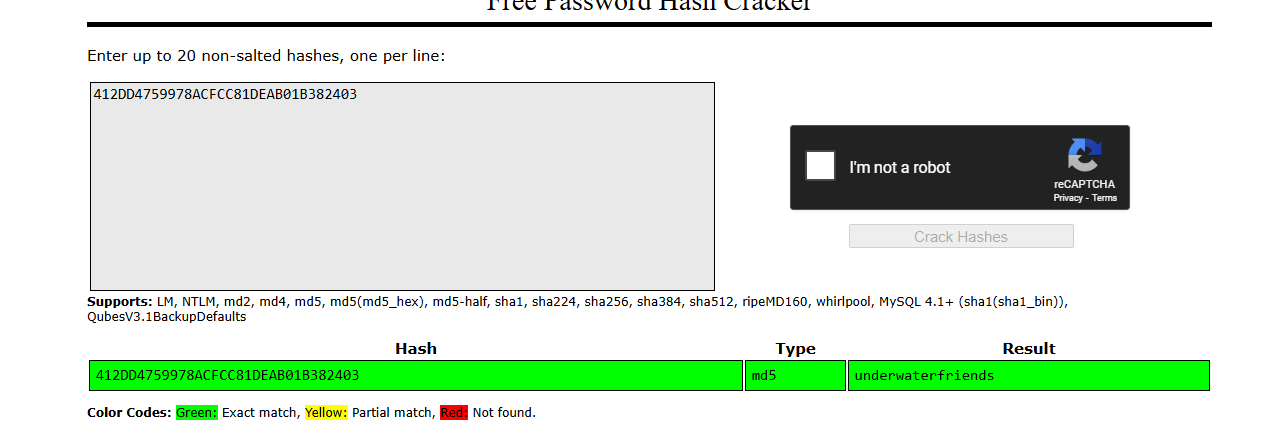 Free Password Hash Cracker
Enter up to 20 non-salted hashes, one per line:
412DD4759978ACFCC81DEAB01B382403
I'm not a robot
reCAPTCHA
Privacy - Terms
Crack Hashes
Supports: LM, NTLM, md2, md4, md5, md5(md5_hex), md5-half, sha1, sha224, sha256, sha384, sha512, ripeMD160, whirlpool, MySQL 4.1+ (sha1(sha1_bin)),
QubesV3.1BackupDefaults
Hash Type Result
412DD4759978ACFCC81DEAB01B382403 md5 underwaterfriends
Color Codes: Green: Exact match, Yellow: Partial match, Red: Not found.